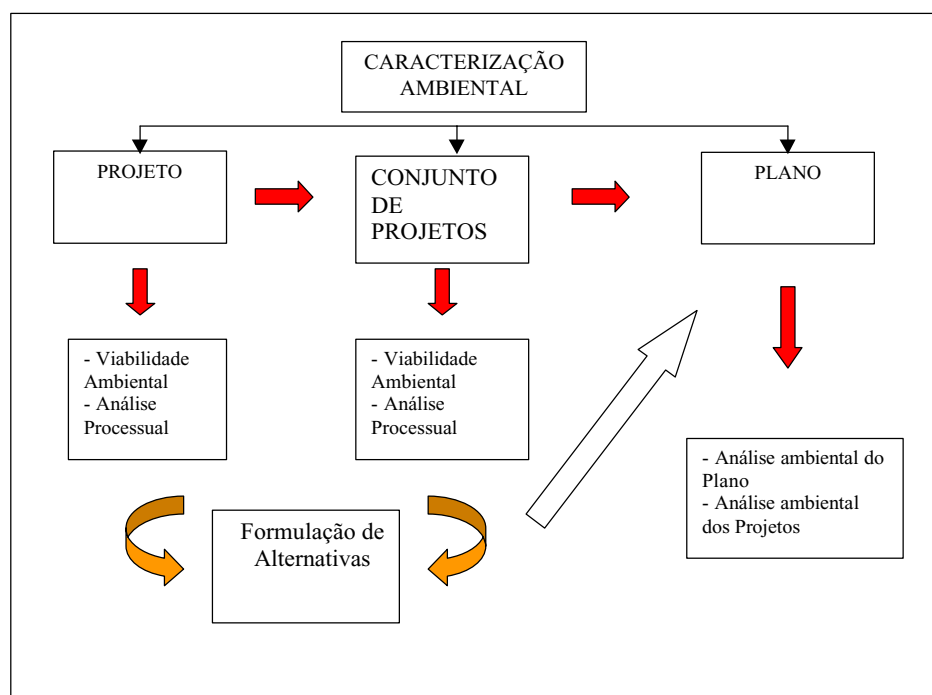 CARACTERIZAÇÃO
AMBIENTAL
PROJETO
CONJUNTO
DE
PROJETOS
PLANO
- Viabilidade
Ambiental
- Análise
Processual
- Viabilidade
Ambiental
- Análise
Processual
- Análise ambiental do
Plano
- Análise ambiental
dos Projetos
Formulação de
Alternativas